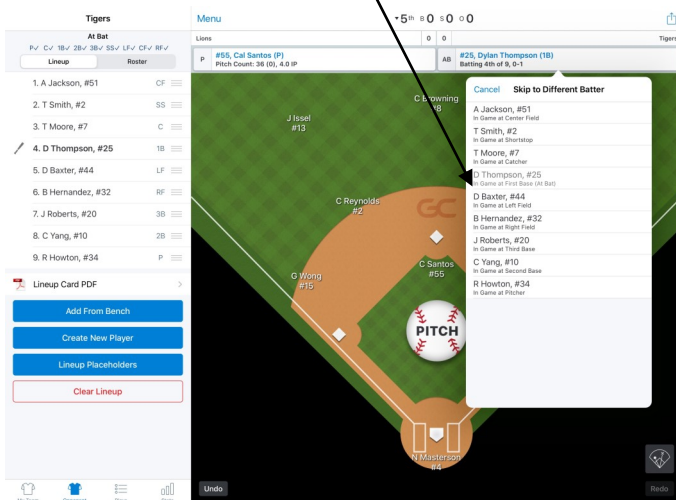 Tigers
At Bat
P✓ C✓ 1B✓ 2B✓ 3B✓ SS✓ LF✓ CF✓ RF✓
Lineup Roster
1. A Jackson, #51 CF
2. T Smith, #2 SS
3. T Moore, #7 C
4. D Thompson, #25 1B
5. D Baxter, #44 LF
6. B Hernandez, #32 RF
7. J Roberts, #20 3B
8. C Yang, #10 2B
9. R Howton, #34 P
Lineup Card PDF
Add From Bench
Create New Player
Lineup Placeholders
Clear Lineup
Menu
▾5th B 0 S 0 O 0
Lions 0 0 Tigers
P #55, Cal Santos (P)
Pitch Count: 36 (0), 4.0 IP
AB #25, Dylan Thompson (1B)
Batting 4th of 9, 0-1
C Browning
#8
J Issel
#13
C Reynolds
#2
GC
C Santos
#55
G Wong
#15
PITCH
N Masterson
#4
Undo
Redo
Cancel Skip to Different Batter
A Jackson, #51
In Game at Center Field
T Smith, #2
In Game at Shortstop
T Moore, #7
In Game at Catcher
D Thompson, #25
In Game at First Base (At Bat)
D Baxter, #44
In Game at Left Field
B Hernandez, #32
In Game at Right Field
J Roberts, #20
In Game at Third Base
C Yang, #10
In Game at Second Base
R Howton, #34
In Game at Pitcher